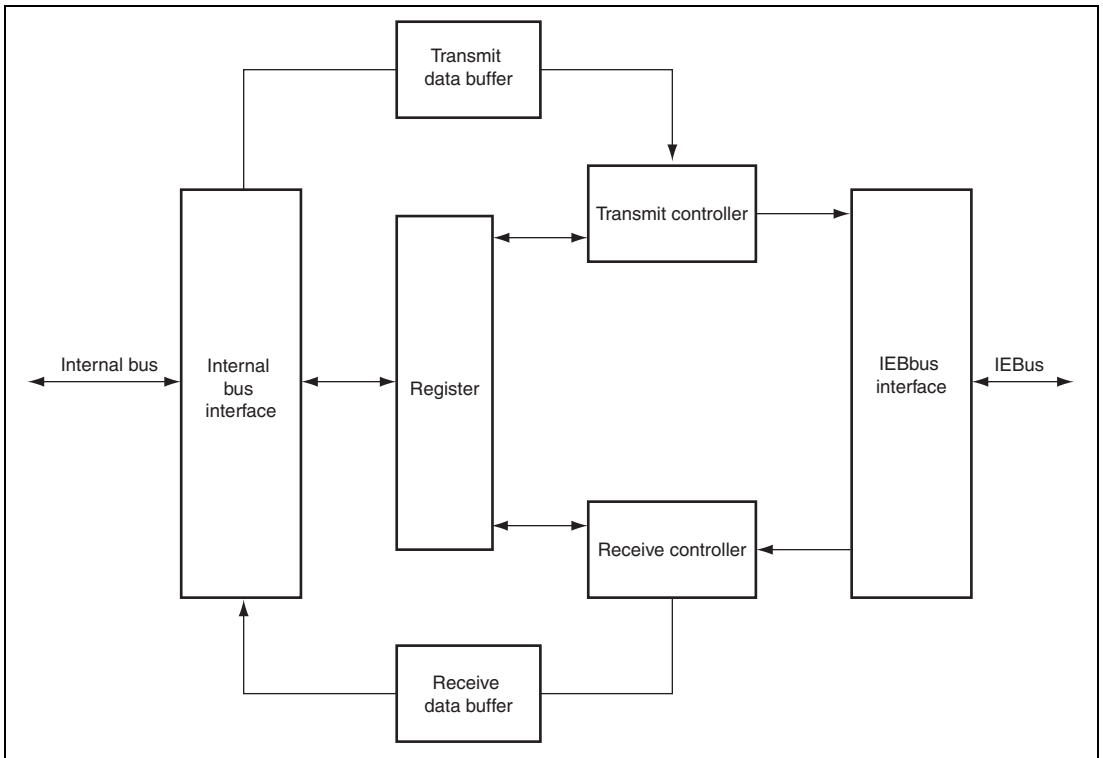 Transmit
data buffer
Transmit controller
Internal bus
Internal
bus
interface
Register
IEBbus
interface
IEBus
Receive controller
Receive
data buffer